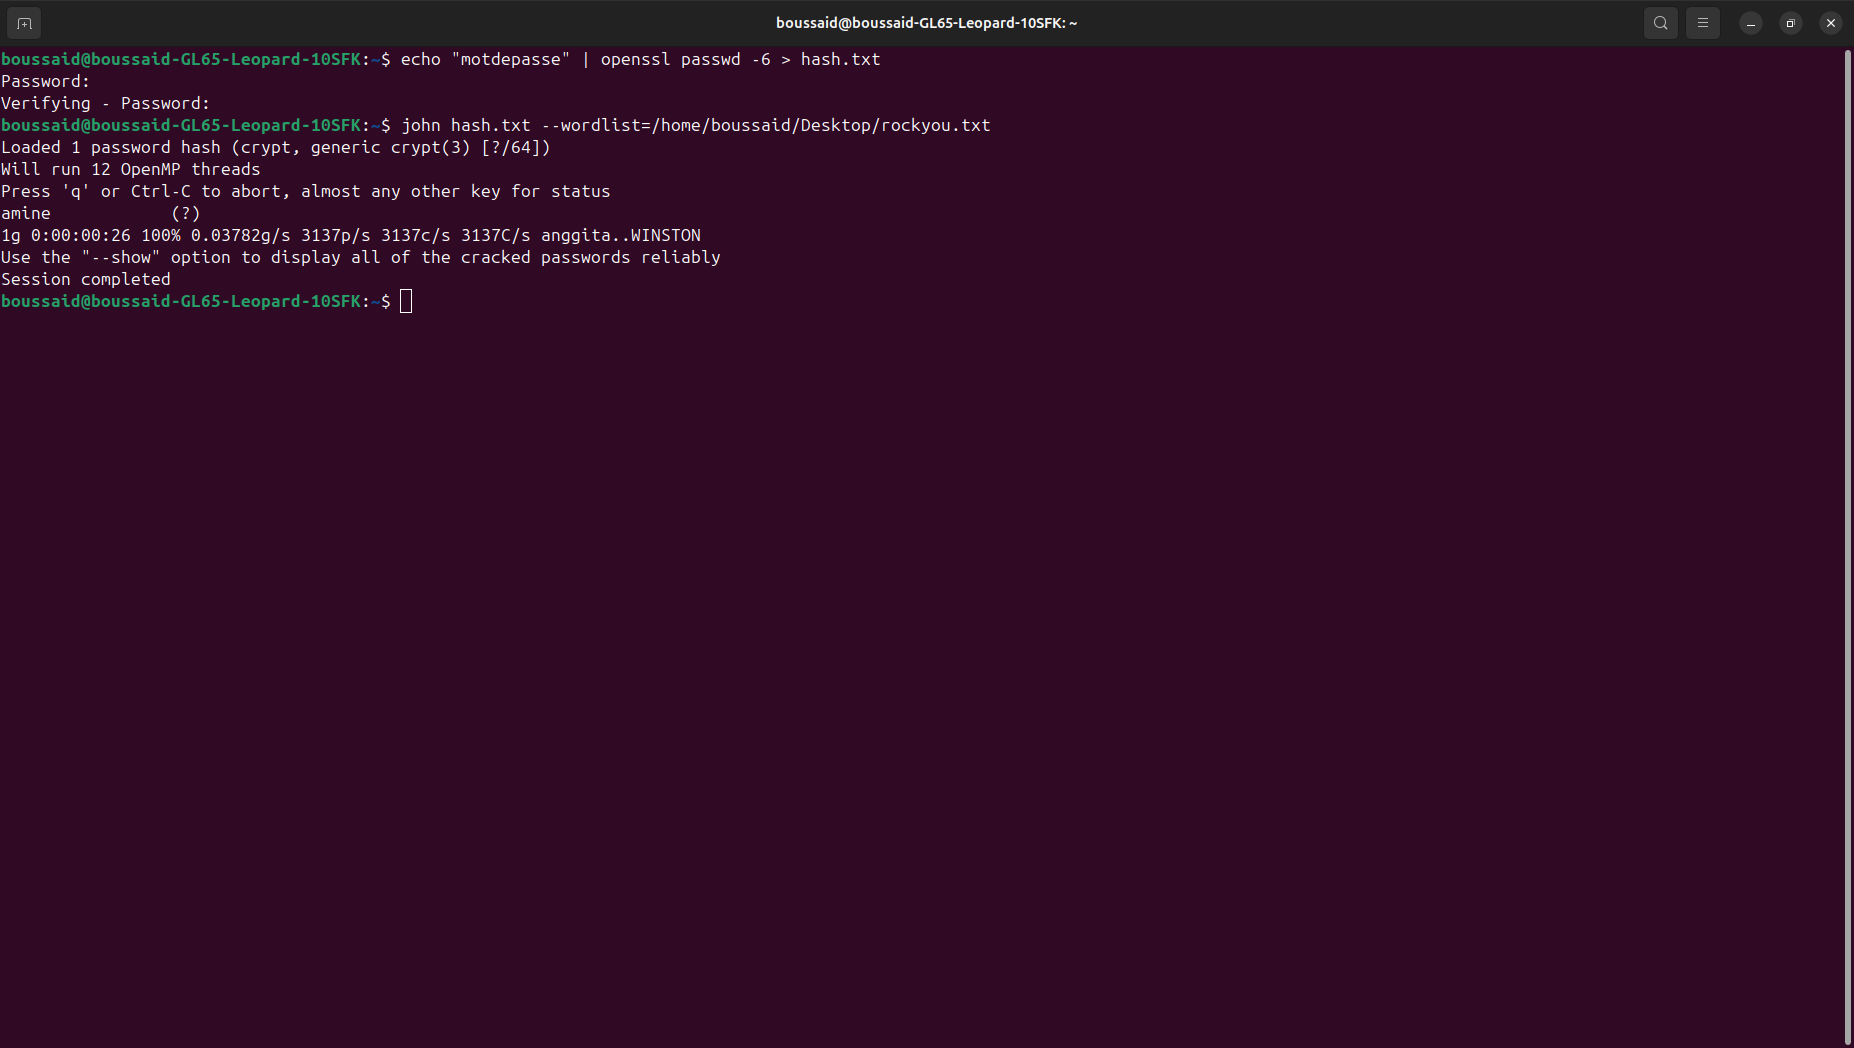 boussaid@boussaid-GL65-Leopard-10SFK: ~
boussaid@boussaid-GL65-Leopard-10SFK:~$ echo "motdepasse" | openssl passwd -6 > hash.txt
Password:
Verifying - Password:
boussaid@boussaid-GL65-Leopard-10SFK:~$ john hash.txt --wordlist=/home/boussaid/Desktop/rockyou.txt
Loaded 1 password hash (crypt, generic crypt(3) [?/64])
Will run 12 OpenMP threads
Press 'q' or Ctrl-C to abort, almost any other key for status
amine            (?)
1g 0:00:00:26 100% 0.03782g/s 3137p/s 3137c/s 3137C/s anggita..WINSTON
Use the "--show" option to display all of the cracked passwords reliably
Session completed
boussaid@boussaid-GL65-Leopard-10SFK:~$